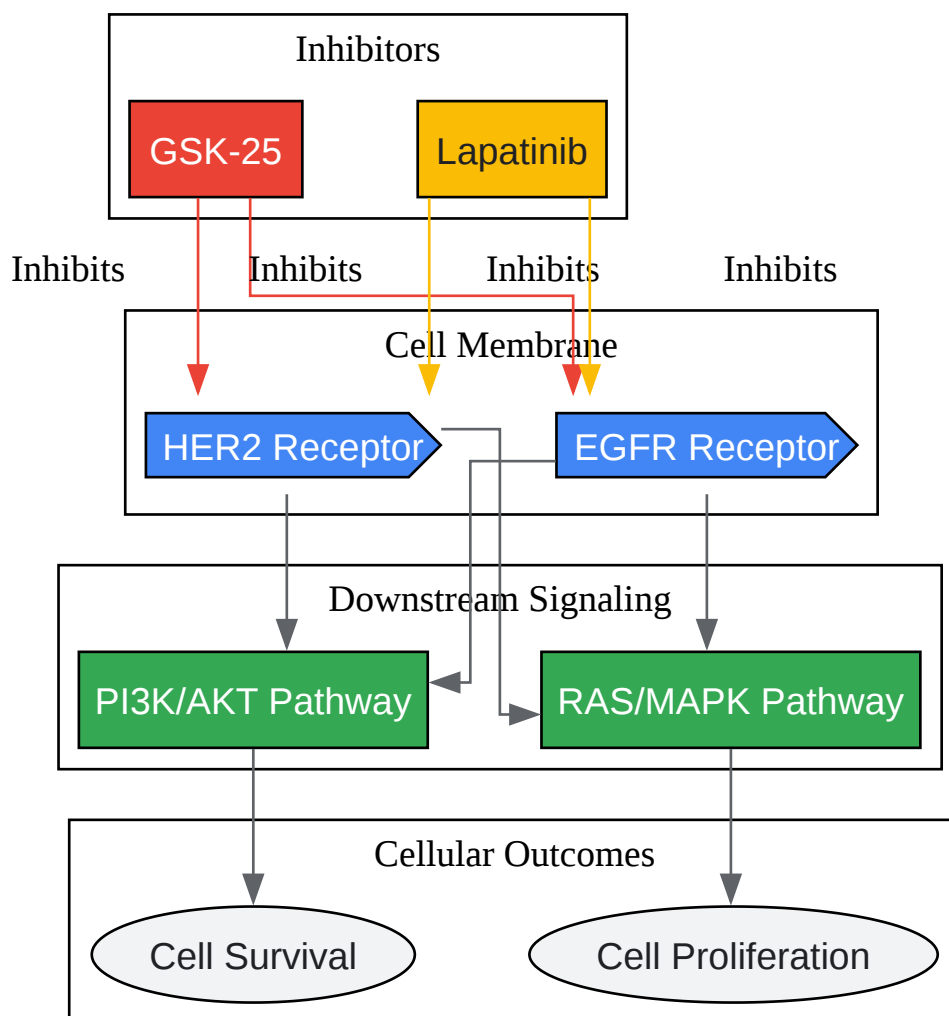 Inhibitors
GSK-25
Lapatinib
Inhibits
Inhibits
Inhibits
Inhibits
Cell Membrane
HER2 Receptor
EGFR Receptor
Downstream Signaling
PI3K/AKT Pathway
RAS/MAPK Pathway
Cellular Outcomes
Cell Survival
Cell Proliferation